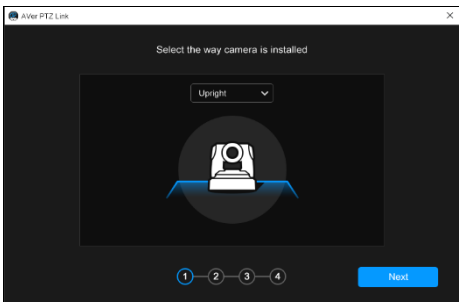 AVer PTZ Link
Select the way camera is installed
Upright
1
2
3
4
Next